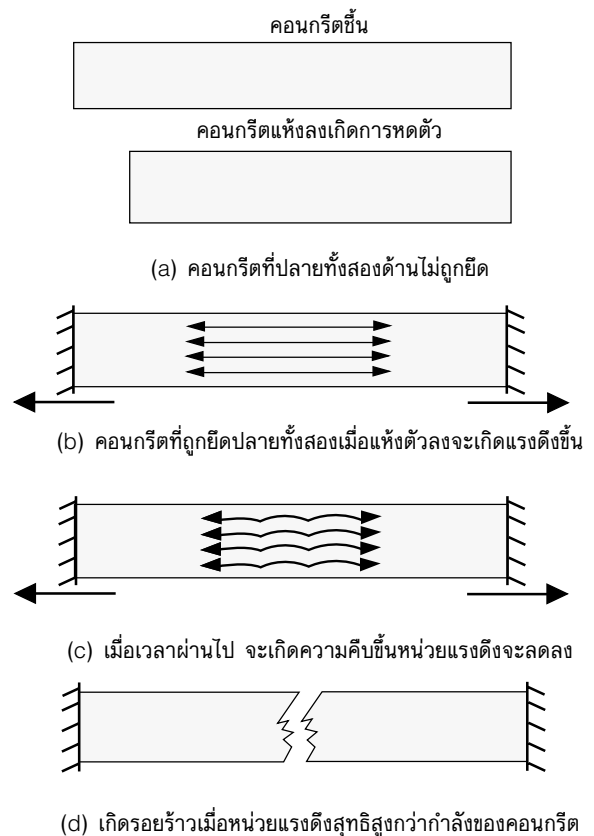 คอนกรีตชื้น
คอนกรีตแห้งลงเกิดการหดตัว
(a) คอนกรีตที่ปลายทั้งสองด้านไม่ถูกยึด
(b) คอนกรีตที่ถูกยึดปลายทั้งสองเมื่อแห้งตัวลงจะเกิดแรงดึงขึ้น
(c) เมื่อเวลาผ่านไป จะเกิดความคืบขึ้นหน่วยแรงดึงจะลดลง
(d) เกิดรอยร้าวเมื่อหน่วยแรงดึงสุทธิสูงกว่ากำลังของคอนกรีต